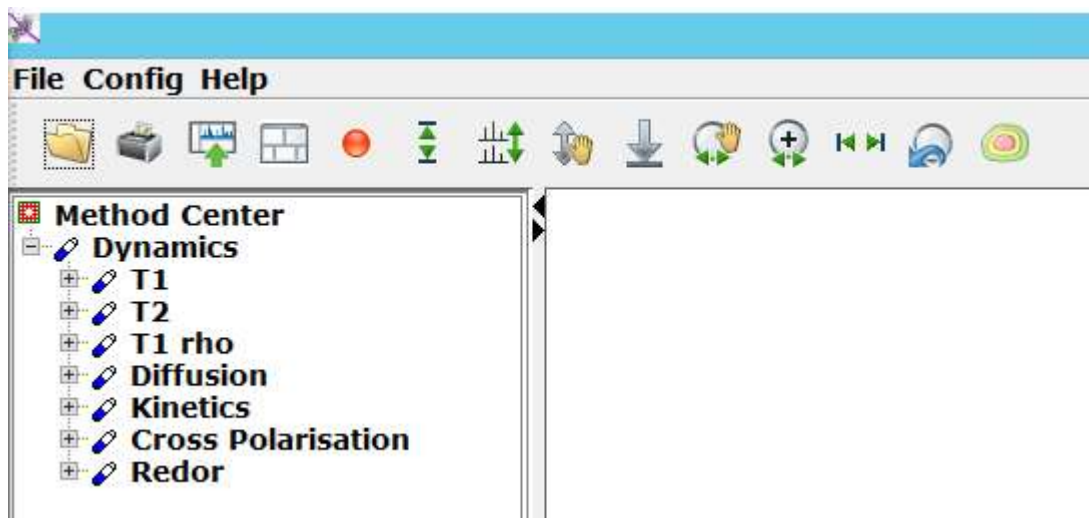 File Config Help
Method Center
Dynamics
T1
T2
T1 rho
Diffusion
Kinetics
Cross Polarisation
Redor